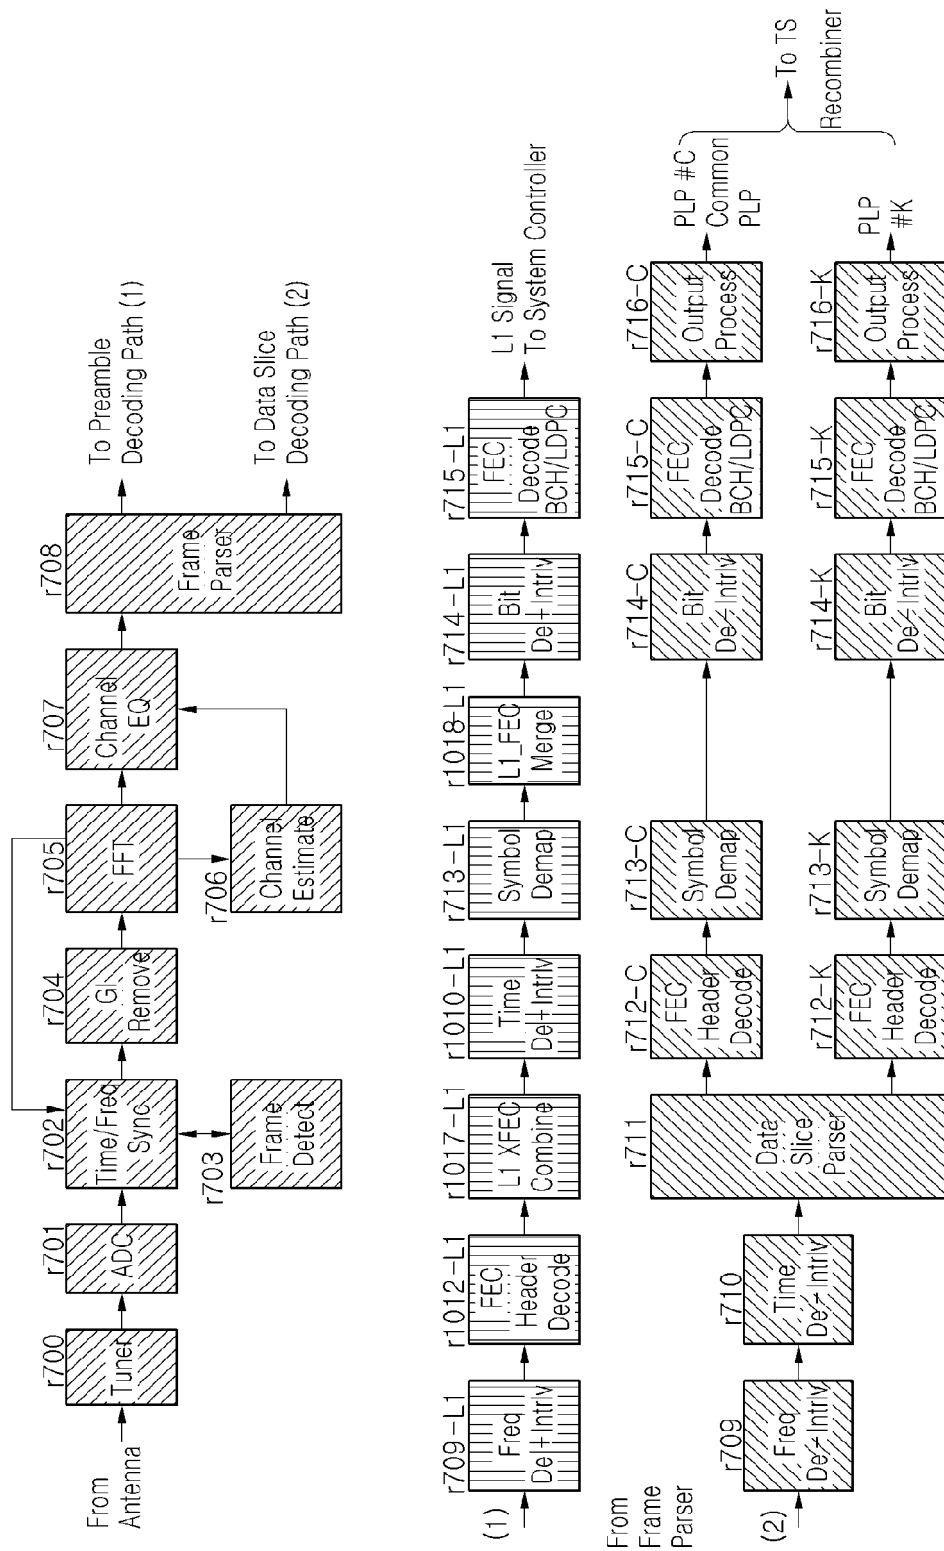 From
Antenna
r700
Tuner
r701
ADC
r702
Time/Freq
Sync
r703
Frame
Detect
r704
GI
Remove
r705
FFT
r706
Channel
Estimate
r707
Channel
EQ
r708
Frame
Parser
To Preamble
Decoding Path (1)
To Data Slice
Decoding Path (2)
(1)
r709-L1
Freq
De-Intrlv
r1012-L1
FEC
Header
Decode
r1017-L1
L1 XFEC
Combine
r1010-L1
Time
De-Intrlv
r713-L1
Symbol
Demap
r1018-L1
L1_FEC
Merge
r714-L1
Bit
De-Intrlv
r715-L1
FEC
Decode
BCH/LDPC
L1 Signal
To System Controller
From
Frame
Parser
(2)
r709
Freq
De-Intrlv
r710
Time
De-Intrlv
r711
Data
Slice
Parser
r712-C
FEC
Header
Decode
r713-C
Symbol
Demap
r714-C
Bit
De-Intrlv
r715-C
FEC
Decode
BCH/LDPC
r716-C
Output
Process
PLP #C
Common
PLP
r712-K
FEC
Header
Decode
r713-K
Symbol
Demap
r714-K
Bit
De-Intrlv
r715-K
FEC
Decode
BCH/LDPC
r716-K
Output
Process
PLP
#K
To TS
Recombiner